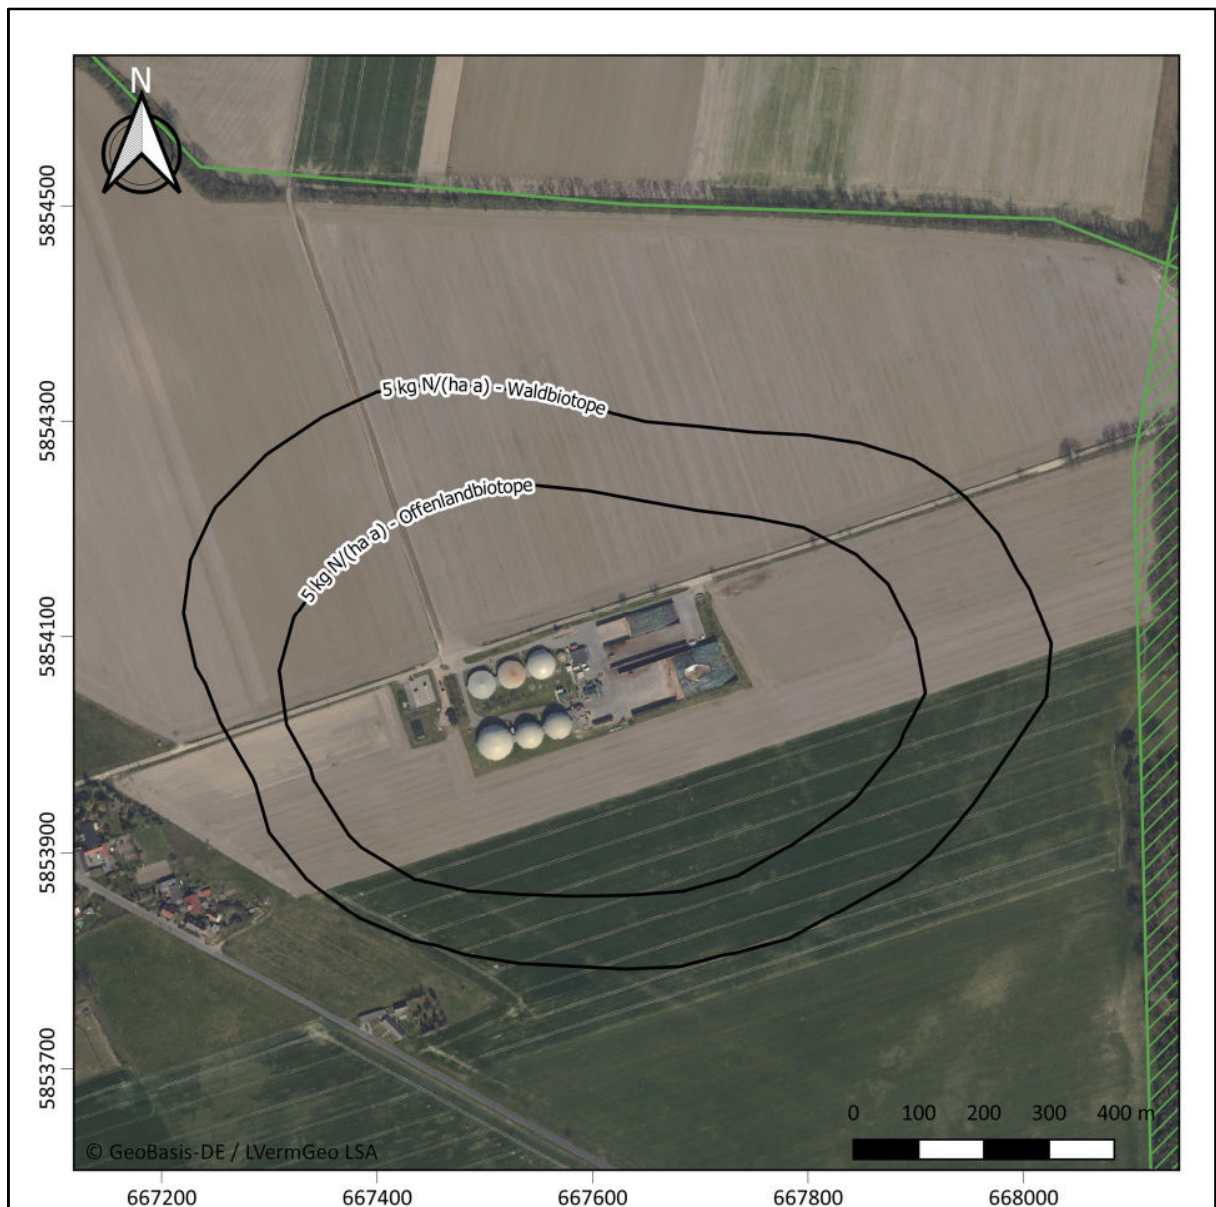 N
5854500
5854300
5854100
5853900
5853700
5 kg N/(ha a) - Waldbiotope
5 kg N/(ha a) - Offenlandbiotope
0 100 200 300 400 m
© GeoBasis-DE / LVermGeo LSA
667200 667400 667600 667800 668000